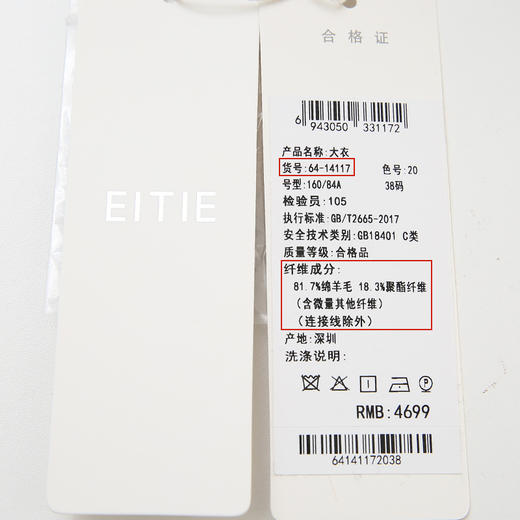 EITIE
合格证
6 943050 331172
产品名称:大衣
货号:64-14117 色号:20
号型:160/84A 38码
检验员:105
执行标准:GB/T2665-2017
安全技术类别:GB18401 C类
质量等级:合格品
纤维成分:
81.7%绵羊毛 18.3%聚酯纤维
(含微量其他纤维)
(连接线除外)
产地:深圳
洗涤说明:
P
RMB:4699
64141172038